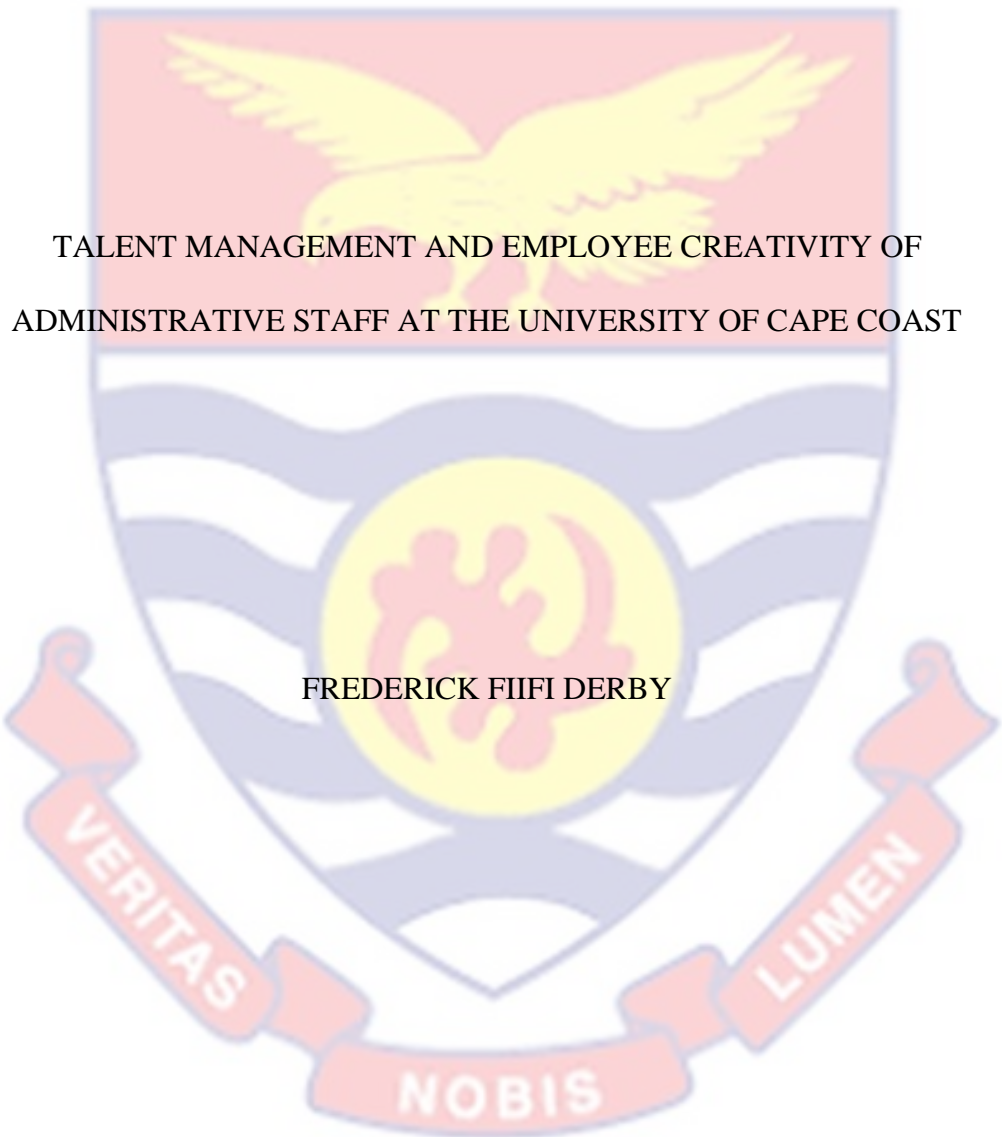 TALENT MANAGEMENT AND EMPLOYEE CREATIVITY OF
ADMINISTRATIVE STAFF AT THE UNIVERSITY OF CAPE COAST
FREDERICK FIIFI DERBY
VERITAS
NOBIS
LUMEN